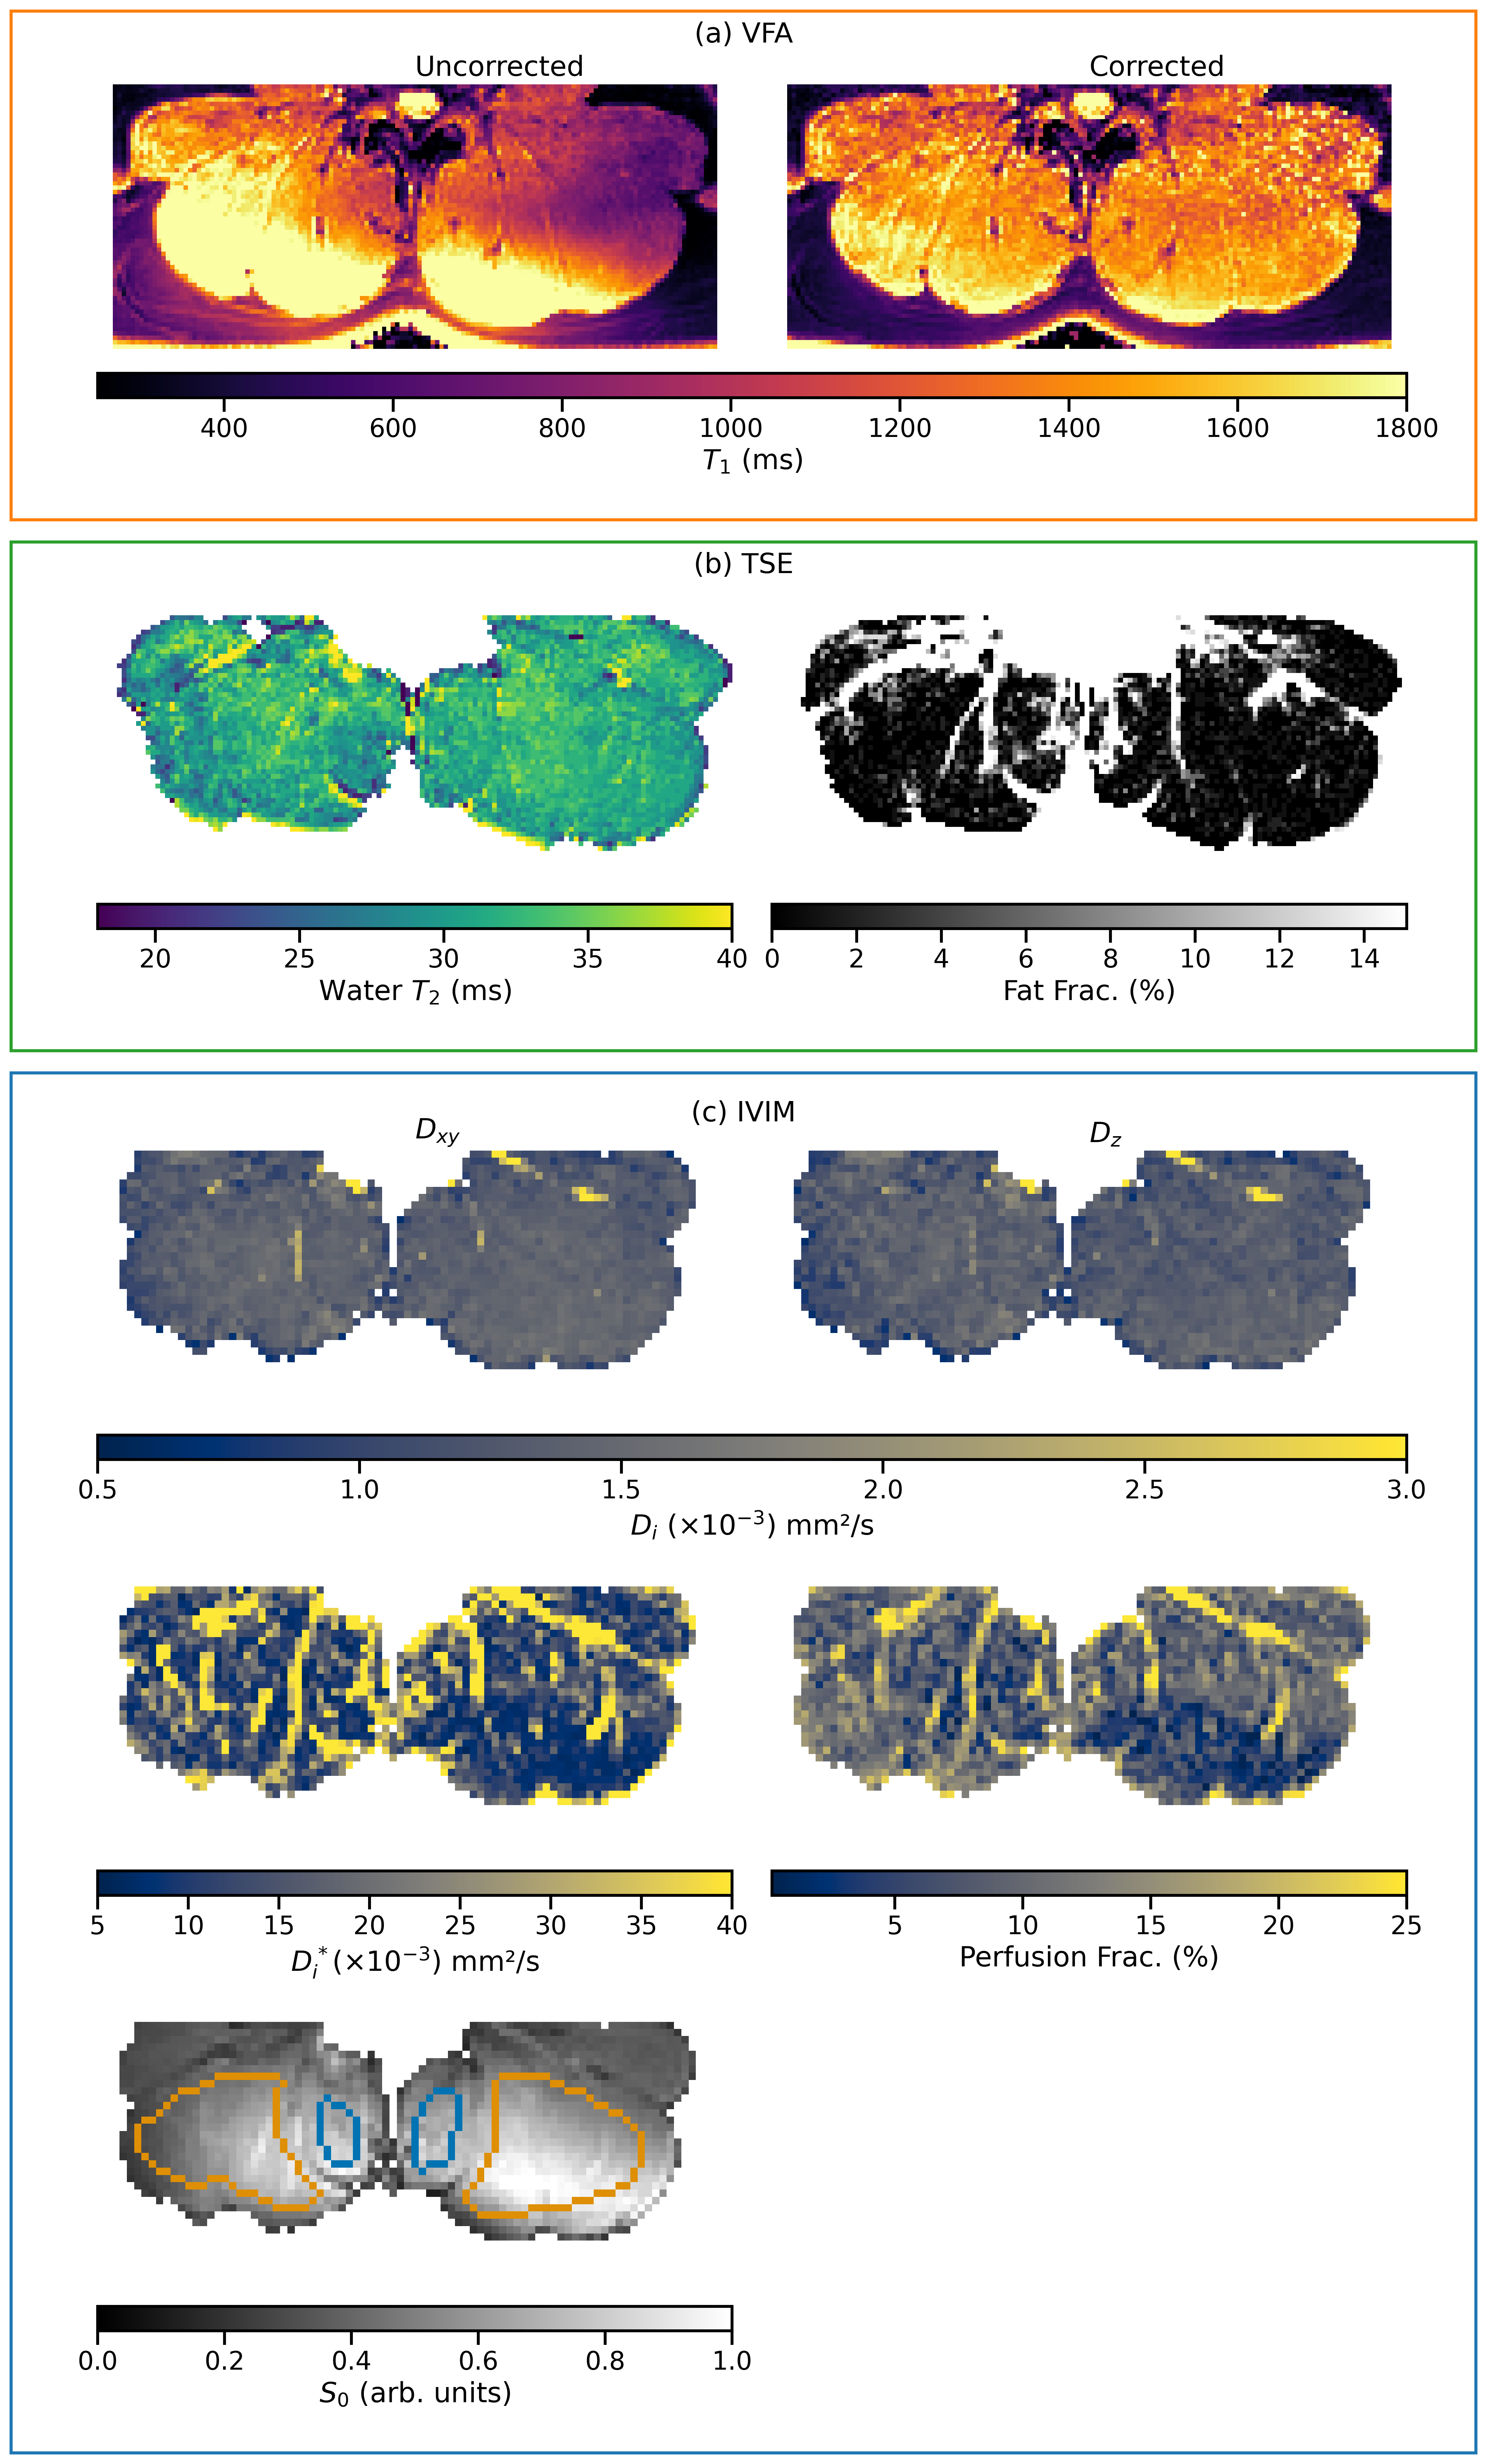 (a) VFA
Uncorrected Corrected
400 600 800 1000 1200 1400 1600 1800
T₁ (ms)
(b) TSE
20 25 30 35 40 0 2 4 6 8 10 12 14
Water T₂ (ms) Fat Frac. (%)
(c) IVIM
Dxy Dz
0.5 1.0 1.5 2.0 2.5 3.0
Dᵢ (×10⁻³) mm²/s
5 10 15 20 25 30 35 40 5 10 15 20 25
Dᵢ* (×10⁻³) mm²/s Perfusion Frac. (%)
0.0 0.2 0.4 0.6 0.8 1.0
S₀ (arb. units)